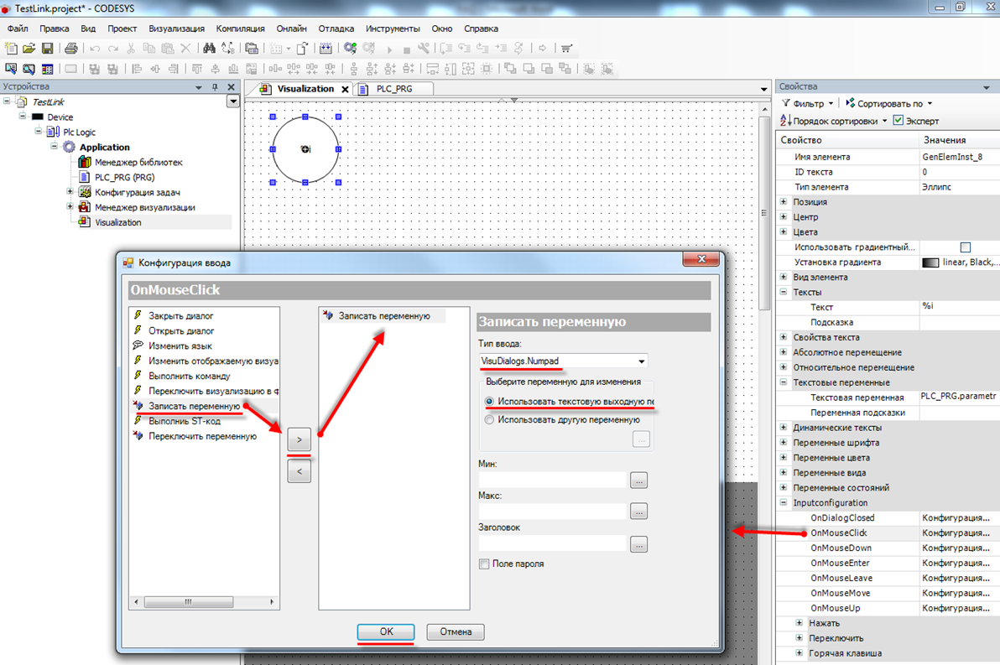 TestLink.project* - CODESYS
Файл Правка Вид Проект Визуализация Компиляция Онлайн Отладка Инструменты Окно Справка
Устройства
TestLink
Device
Plc Logic
Application
Менеджер библиотек
PLC_PRG (PRG)
Конфигурация задач
Менеджер визуализации
Visualization
Visualization
PLC_PRG
%i
Конфигурация ввода
OnMouseClick
Закрыть диалог
Открыть диалог
Изменить язык
Изменить отображаемую визуа
Выполнить команду
Переключить визуализацию в ф
Записать переменную
Выполнить ST-код
Переключить переменную
>
<
Записать переменную
Записать переменную
Тип ввода:
VisuDialogs.Numpad
Выберите переменную для изменения
Использовать текстовую выходную пе
Использовать другую переменную
...
Мин:
...
Макс:
...
Заголовок
...
Поле пароля
OK
Отмена
Свойства
Фильтр
Сортировать по
Порядок сортировки
Эксперт
Свойство Значения
Имя элемента GenElemInst_8
ID текста 0
Тип элемента Эллипс
Позиция
Центр
Цвета
Использовать градиентный...
Установка градиента linear, Black,...
Вид элемента
Тексты
Текст %i
Подсказка
Свойства текста
Абсолютное перемещение
Относительное перемещение
Текстовые переменные
Текстовая переменная PLC_PRG.parametr
Переменная подсказки
Динамические тексты
Переменные шрифта
Переменные цвета
Переменные вида
Переменные состояний
Inputconfiguration
OnDialogClosed Конфигурация...
OnMouseClick Конфигурация...
OnMouseDown Конфигурация...
OnMouseEnter Конфигурация...
OnMouseLeave Конфигурация...
OnMouseMove Конфигурация...
OnMouseUp Конфигурация...
Нажать
Переключить
Горячая клавиша